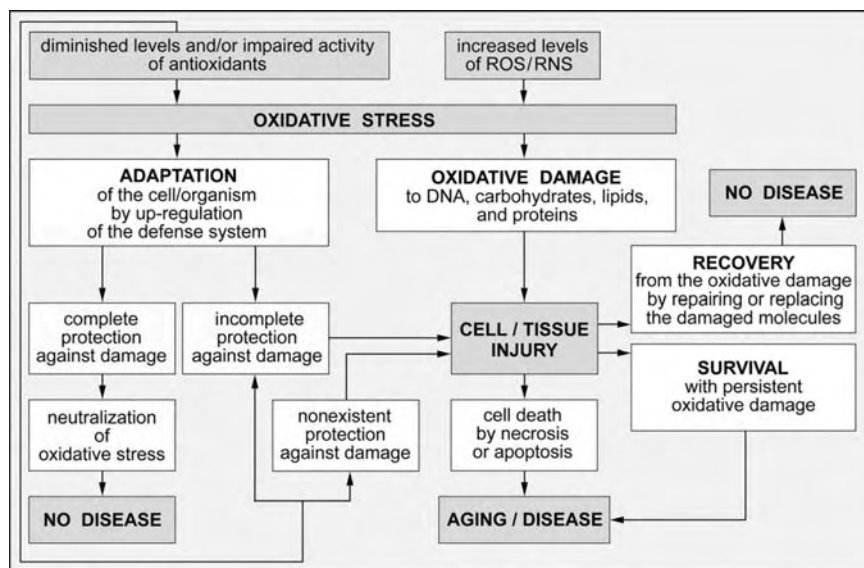 diminished levels and/or impaired activity
of antioxidants
increased levels
of ROS/RNS
OXIDATIVE STRESS
ADAPTATION
of the cell/organism
by up-regulation
of the defense system
OXIDATIVE DAMAGE
to DNA, carbohydrates, lipids,
and proteins
NO DISEASE
RECOVERY
from the oxidative damage
by repairing or replacing
the damaged molecules
complete
protection
against damage
incomplete
protection
against damage
CELL / TISSUE
INJURY
SURVIVAL
with persistent
oxidative damage
neutralization
of
oxidative stress
nonexistent
protection
against damage
cell death
by necrosis
or apoptosis
NO DISEASE
AGING / DISEASE